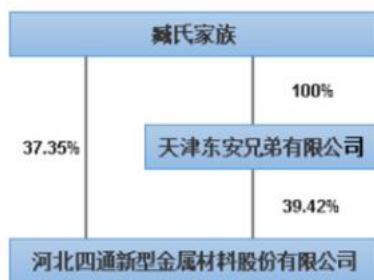 臧氏家族
100%
37.35%
天津东安兄弟有限公司
39.42%
河北四通新型金属材料股份有限公司